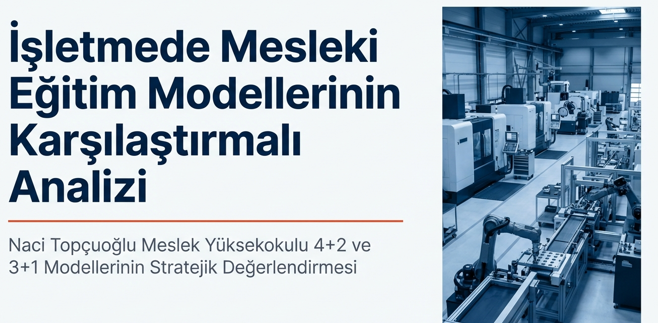 İşletmede Mesleki
Eğitim Modellerinin
Karşılaştırmalı
Analizi
Naci Topçuoğlu Meslek Yüksekokulu 4+2 ve
3+1 Modellerinin Stratejik Değerlendirmesi